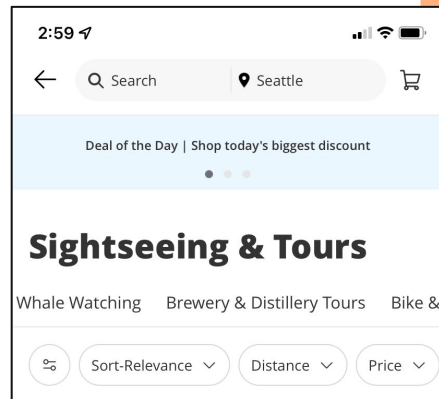 2:59
Search Seattle
Deal of the Day | Shop today's biggest discount
Sightseeing & Tours
Whale Watching Brewery & Distillery Tours Bike &
Sort-Relevance Distance Price